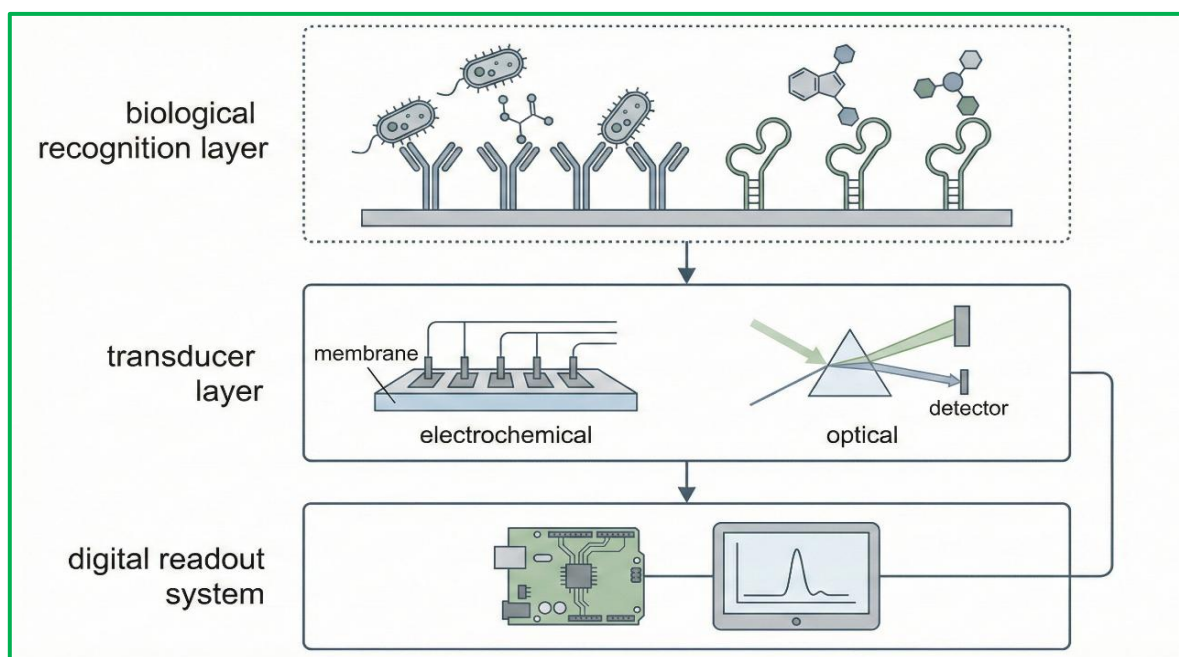 biological
recognition layer
transducer
layer
membrane
electrochemical
optical
detector
digital readout
system